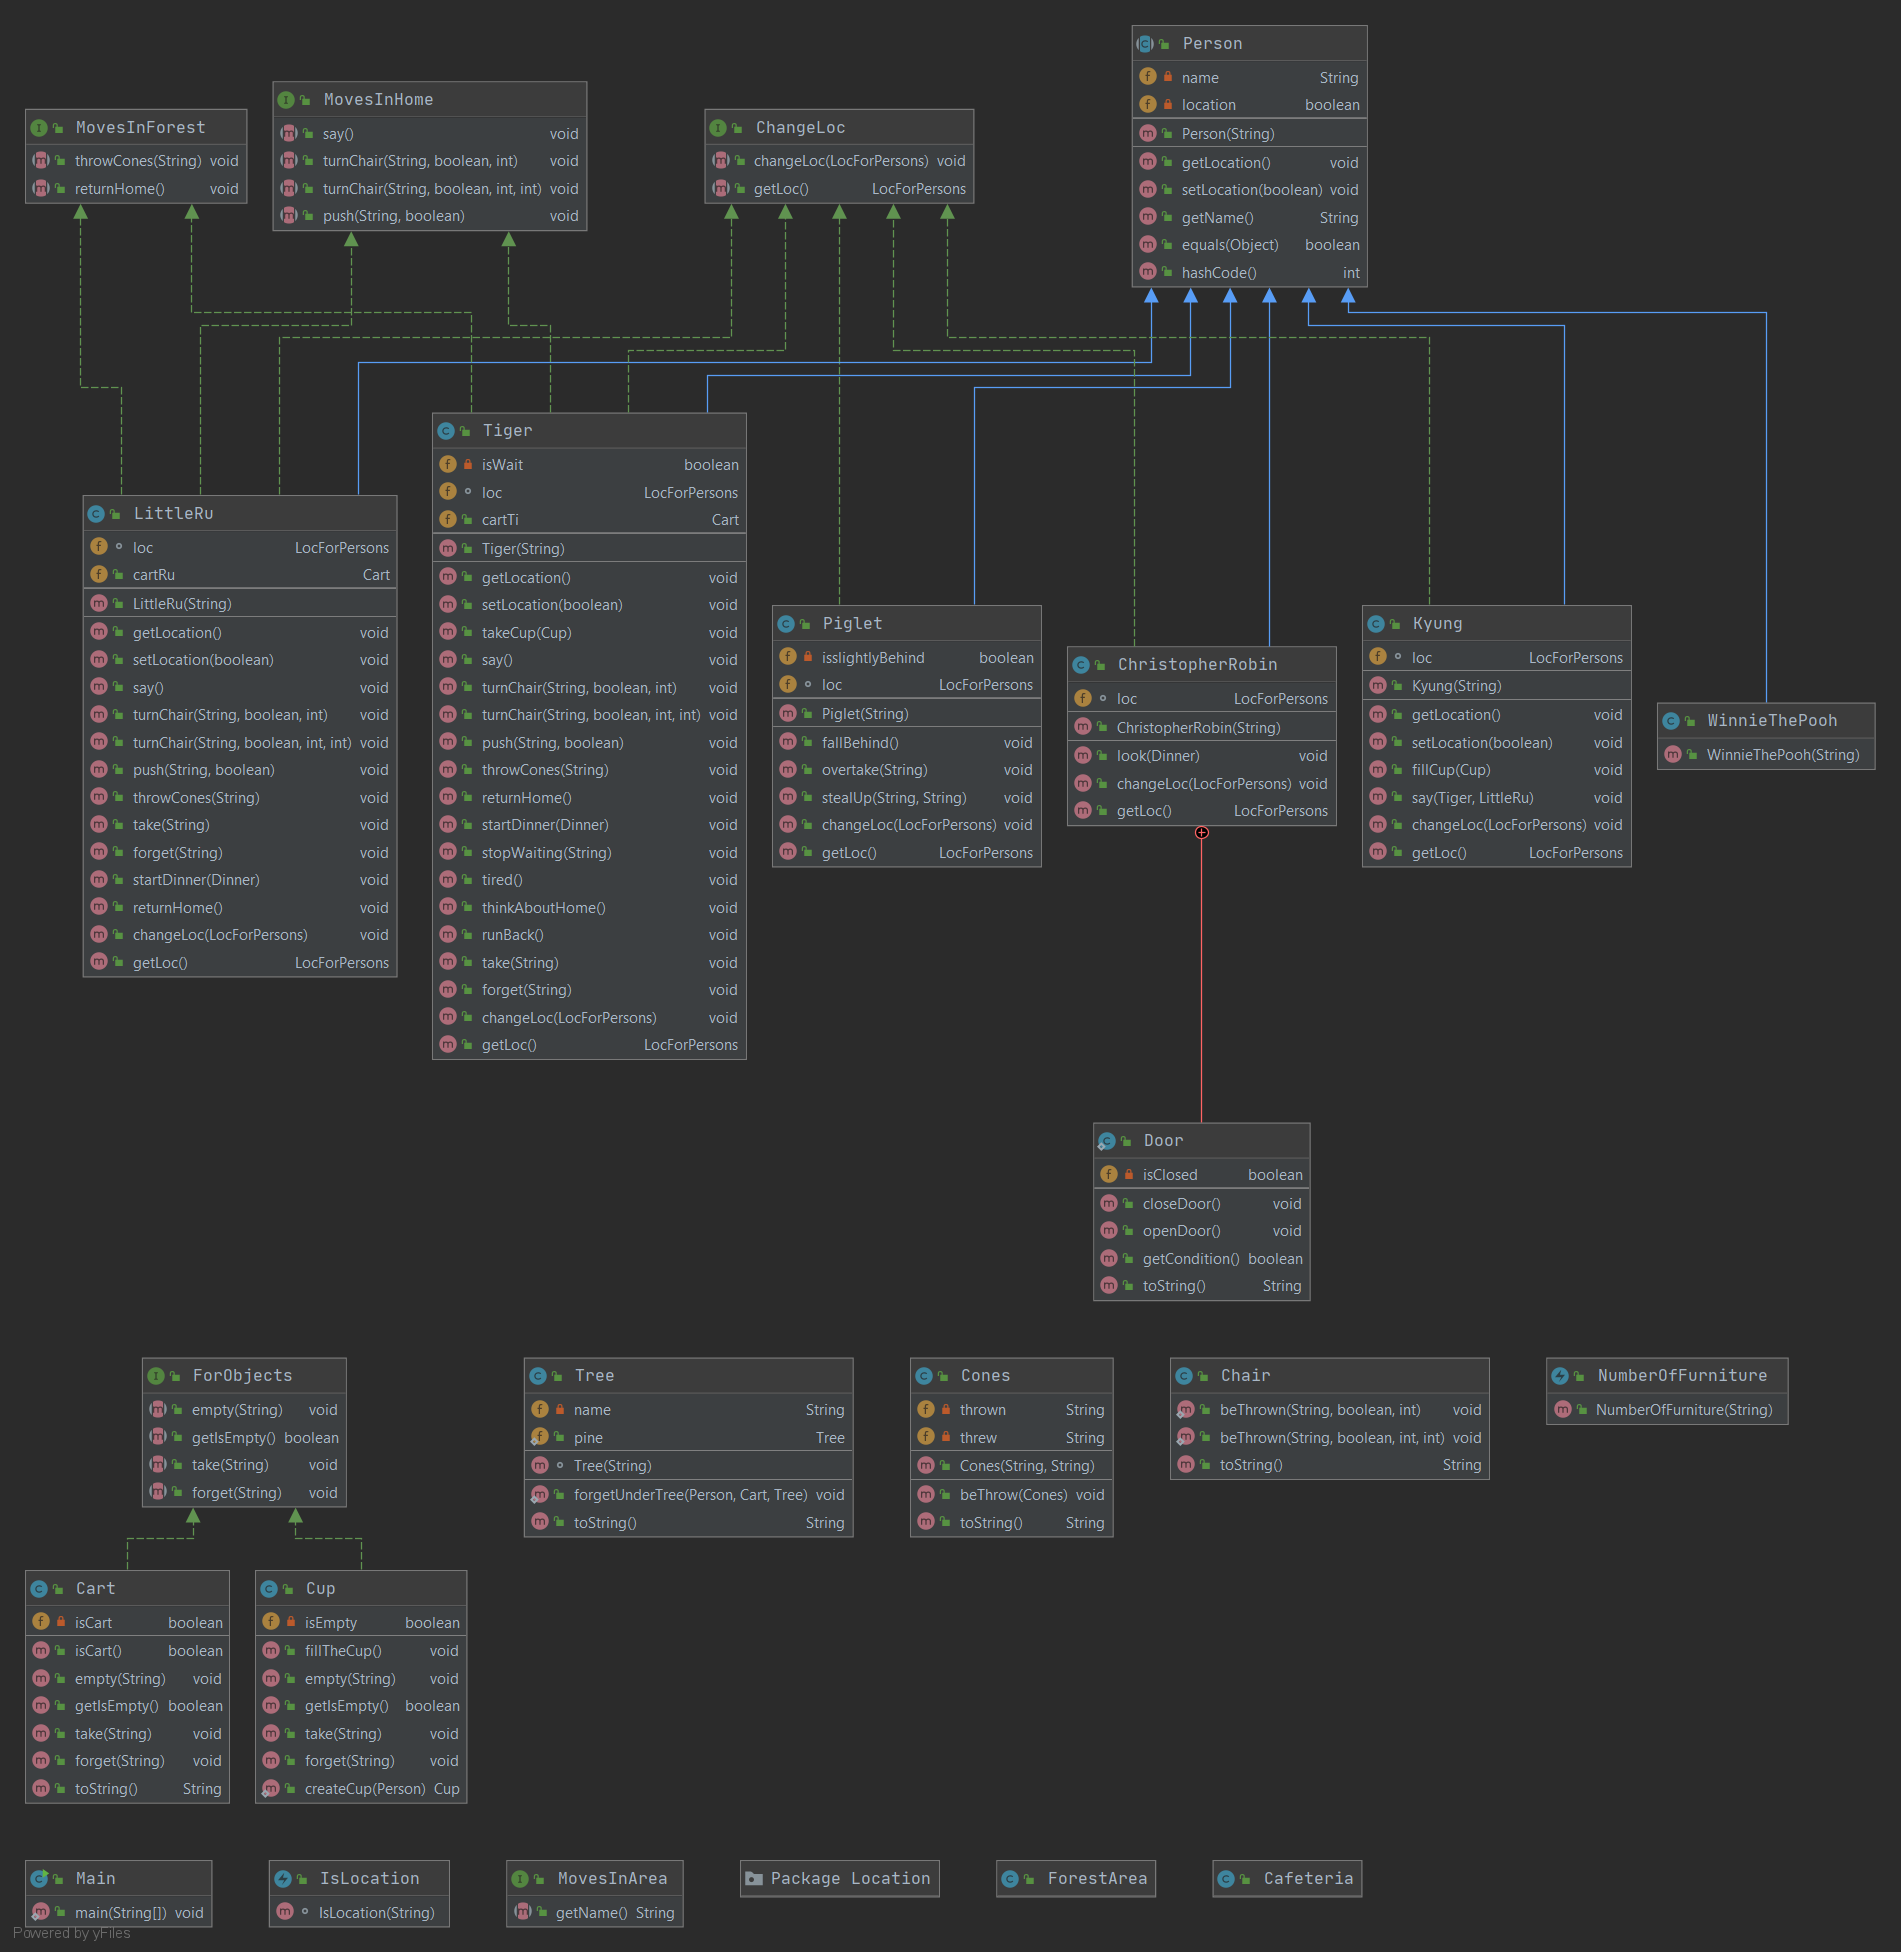 Person
name String
location boolean
Person(String)
getLocation() void
setLocation(boolean) void
getName() String
equals(Object) boolean
hashCode() int
MovesInHome
say() void
turnChair(String, boolean, int) void
turnChair(String, boolean, int, int) void
push(String, boolean) void
MovesInForest
throwCones(String) void
returnHome() void
ChangeLoc
changeLoc(LocForPersons) void
getLoc() LocForPersons
Tiger
isWait boolean
loc LocForPersons
cartTi Cart
Tiger(String)
getLocation() void
setLocation(boolean) void
takeCup(Cup) void
say() void
turnChair(String, boolean, int) void
turnChair(String, boolean, int, int) void
push(String, boolean) void
throwCones(String) void
returnHome() void
startDinner(Dinner) void
stopWaiting(String) void
tired() void
thinkAboutHome() void
runBack() void
take(String) void
forget(String) void
changeLoc(LocForPersons) void
getLoc() LocForPersons
LittleRu
loc LocForPersons
cartRu Cart
LittleRu(String)
getLocation() void
setLocation(boolean) void
say() void
turnChair(String, boolean, int) void
turnChair(String, boolean, int, int) void
push(String, boolean) void
throwCones(String) void
take(String) void
forget(String) void
startDinner(Dinner) void
returnHome() void
changeLoc(LocForPersons) void
getLoc() LocForPersons
Piglet
isslightlyBehind boolean
loc LocForPersons
Piglet(String)
fallBehind() void
overtake(String) void
stealUp(String, String) void
changeLoc(LocForPersons) void
getLoc() LocForPersons
ChristopherRobin
loc LocForPersons
ChristopherRobin(String)
look(Dinner) void
changeLoc(LocForPersons) void
getLoc() LocForPersons
Kyung
loc LocForPersons
Kyung(String)
getLocation() void
setLocation(boolean) void
fillCup(Cup) void
say(Tiger, LittleRu) void
changeLoc(LocForPersons) void
getLoc() LocForPersons
WinnieThePooh
WinnieThePooh(String)
Door
isClosed boolean
closeDoor() void
openDoor() void
getCondition() boolean
toString() String
ForObjects
empty(String) void
getIsEmpty() boolean
take(String) void
forget(String) void
Tree
name String
pine Tree
Tree(String)
forgetUnderTree(Person, Cart, Tree) void
toString() String
Cones
thrown String
threw String
Cones(String, String)
beThrow(Cones) void
toString() String
Chair
beThrown(String, boolean, int) void
beThrown(String, boolean, int, int) void
toString() String
NumberOfFurniture
NumberOfFurniture(String)
Cart
isCart boolean
isCart() boolean
empty(String) void
getIsEmpty() boolean
take(String) void
forget(String) void
toString() String
Cup
isEmpty boolean
fillTheCup() void
empty(String) void
getIsEmpty() boolean
take(String) void
forget(String) void
createCup(Person) Cup
Main
main(String[]) void
IsLocation
IsLocation(String)
MovesInArea
getName() String
Package Location
ForestArea
Cafeteria
Powered by yFiles